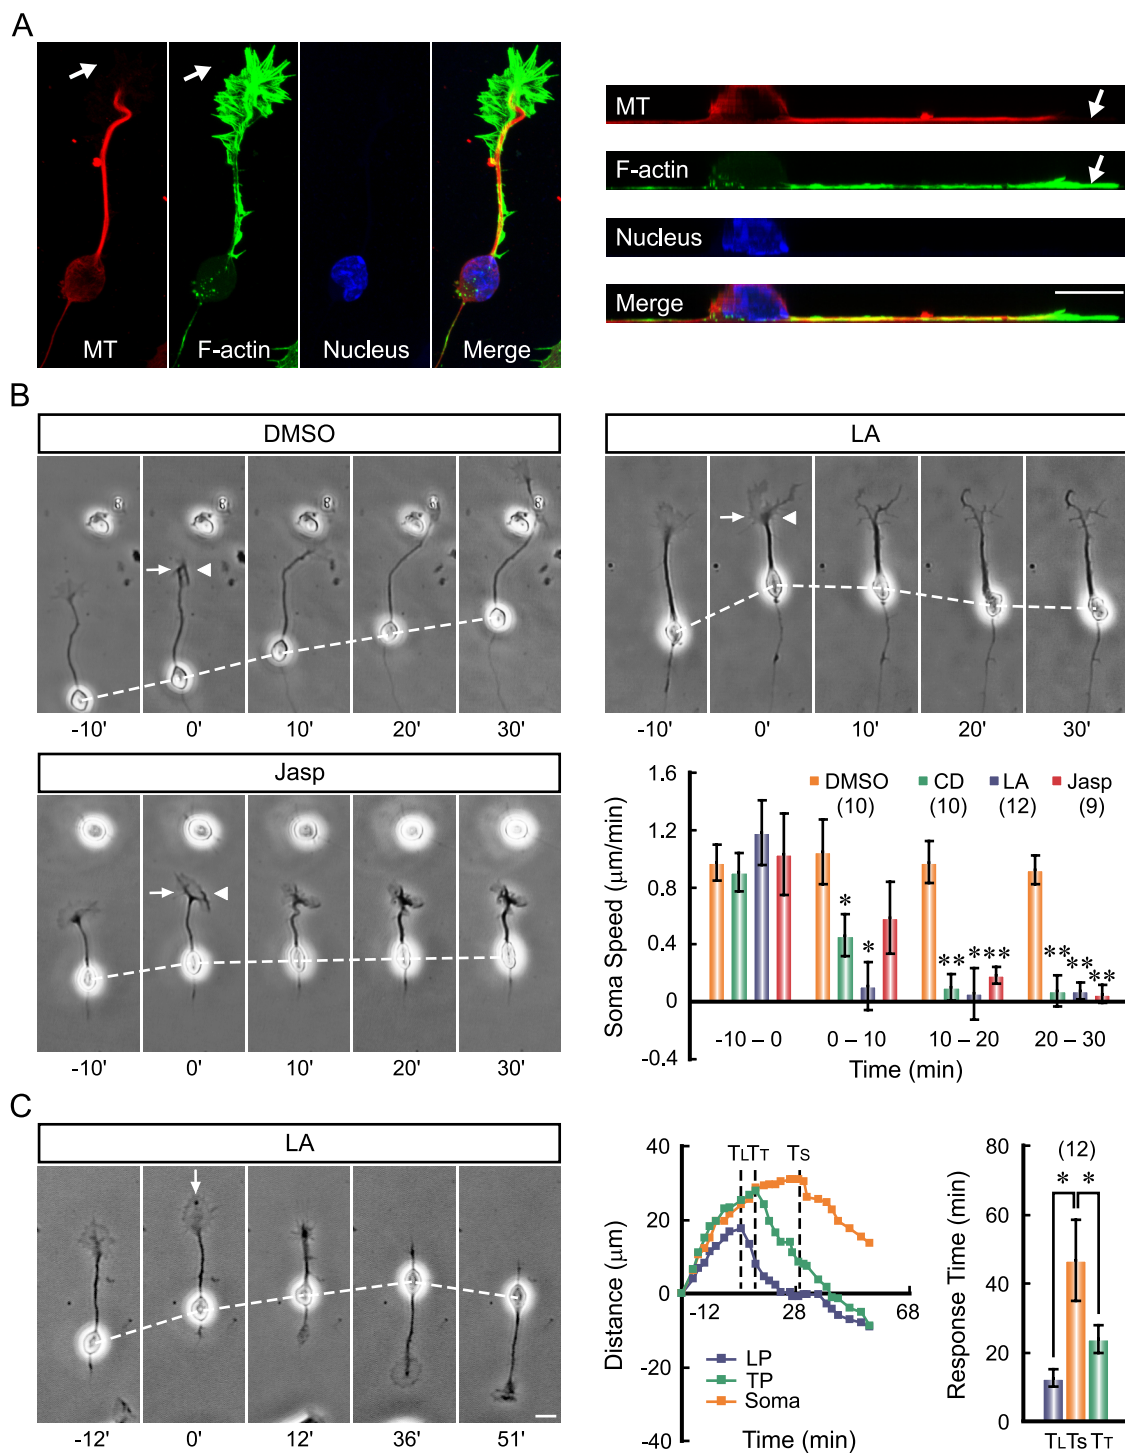 A
MT
F-actin
Nucleus
Merge
MT
F-actin
Nucleus
Merge
B
DMSO
-10'
0'
10'
20'
30'
LA
-10'
0'
10'
20'
30'
Jasp
-10'
0'
10'
20'
30'
1.6
1.2
0.8
0.4
0
-0.4
Soma Speed (μm/min)
DMSO CD LA Jasp
(10) (10) (12) (9)
* *
** *** 
** ** **
-10 – 0 0 – 10 10 – 20 20 – 30
Time (min)
C
LA
-12'
0'
12'
36'
51'
40
20
0
-20
-40
Distance (μm)
TL TT TS
-12 28 68
LP
TP
Soma
Time (min)
80
60
40
20
0
Response Time (min)
(12)
* *
TL TS TT